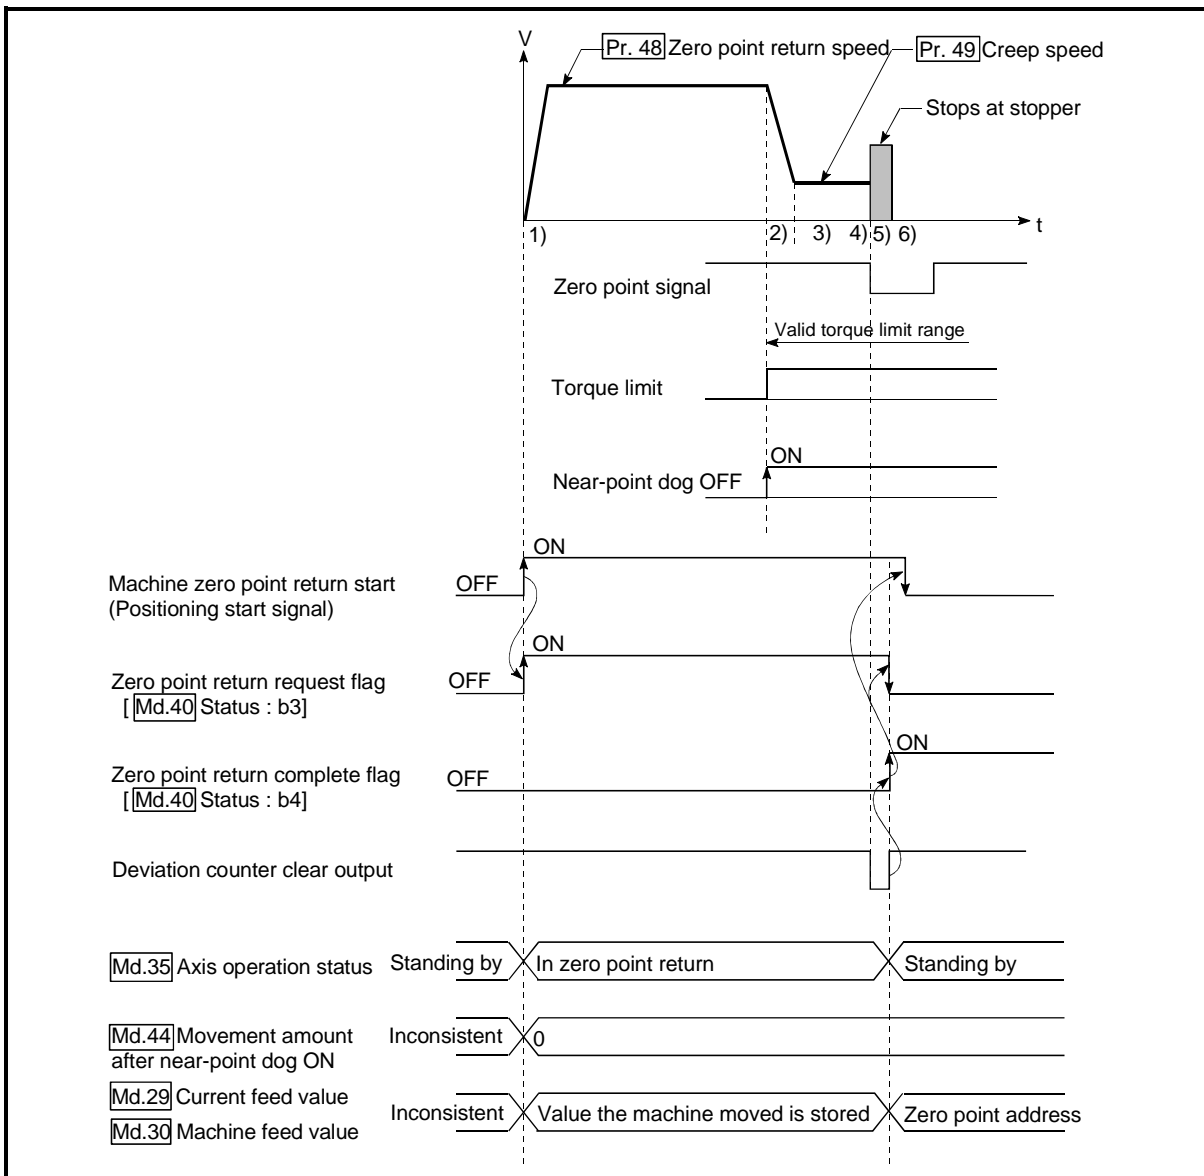 V
Pr. 48 Zero point return speed
Pr. 49 Creep speed
Stops at stopper
t
1) 2) 3) 4) 5) 6)
Zero point signal
Valid torque limit range
Torque limit
ON
Near-point dog OFF
ON
Machine zero point return start OFF
(Positioning start signal)
ON
Zero point return request flag OFF
[ Md.40 Status : b3]
ON
Zero point return complete flag OFF
[ Md.40 Status : b4]
Deviation counter clear output
Md.35 Axis operation status Standing by In zero point return Standing by
Md.44 Movement amount Inconsistent 0
after near-point dog ON
Md.29 Current feed value
Inconsistent Value the machine moved is stored Zero point address
Md.30 Machine feed value